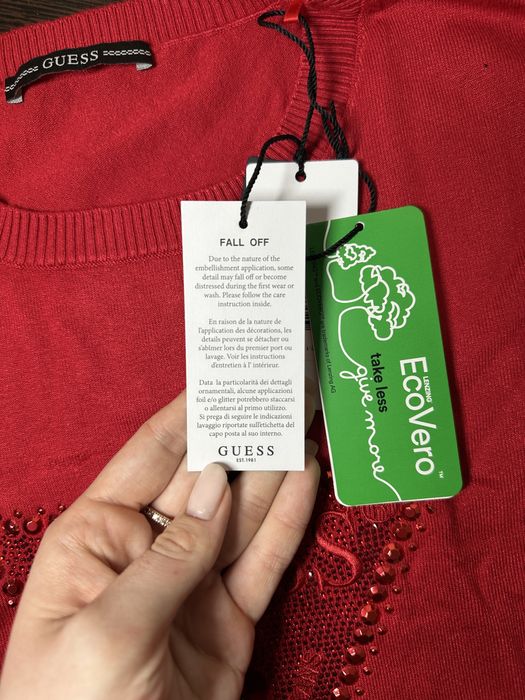 GUESS
FALL OFF
Due to the nature of the
embellishment application, some
detail may fall off or become
distressed during the first wear or
wash. Please follow the care
instruction inside.
En raison de la nature de
l'application des décorations, les
détails peuvent se détacher ou
s'abîmer lors du premier port ou
lavage. Voir les instructions
d'entretien à l' intérieur.
Data la particolarità dei dettagli
ornamentali, alcune applicazioni
foil e/o glitter potrebbero staccarsi
o allentarsi al primo utilizzo.
Si prega di seguire le indicazioni
lavaggio riportate sull'etichetta del
capo posta al suo interno.
GUESS
EST.1981
LENZING
EcoVero™
take less
give more
trademarks of Lenzing AG